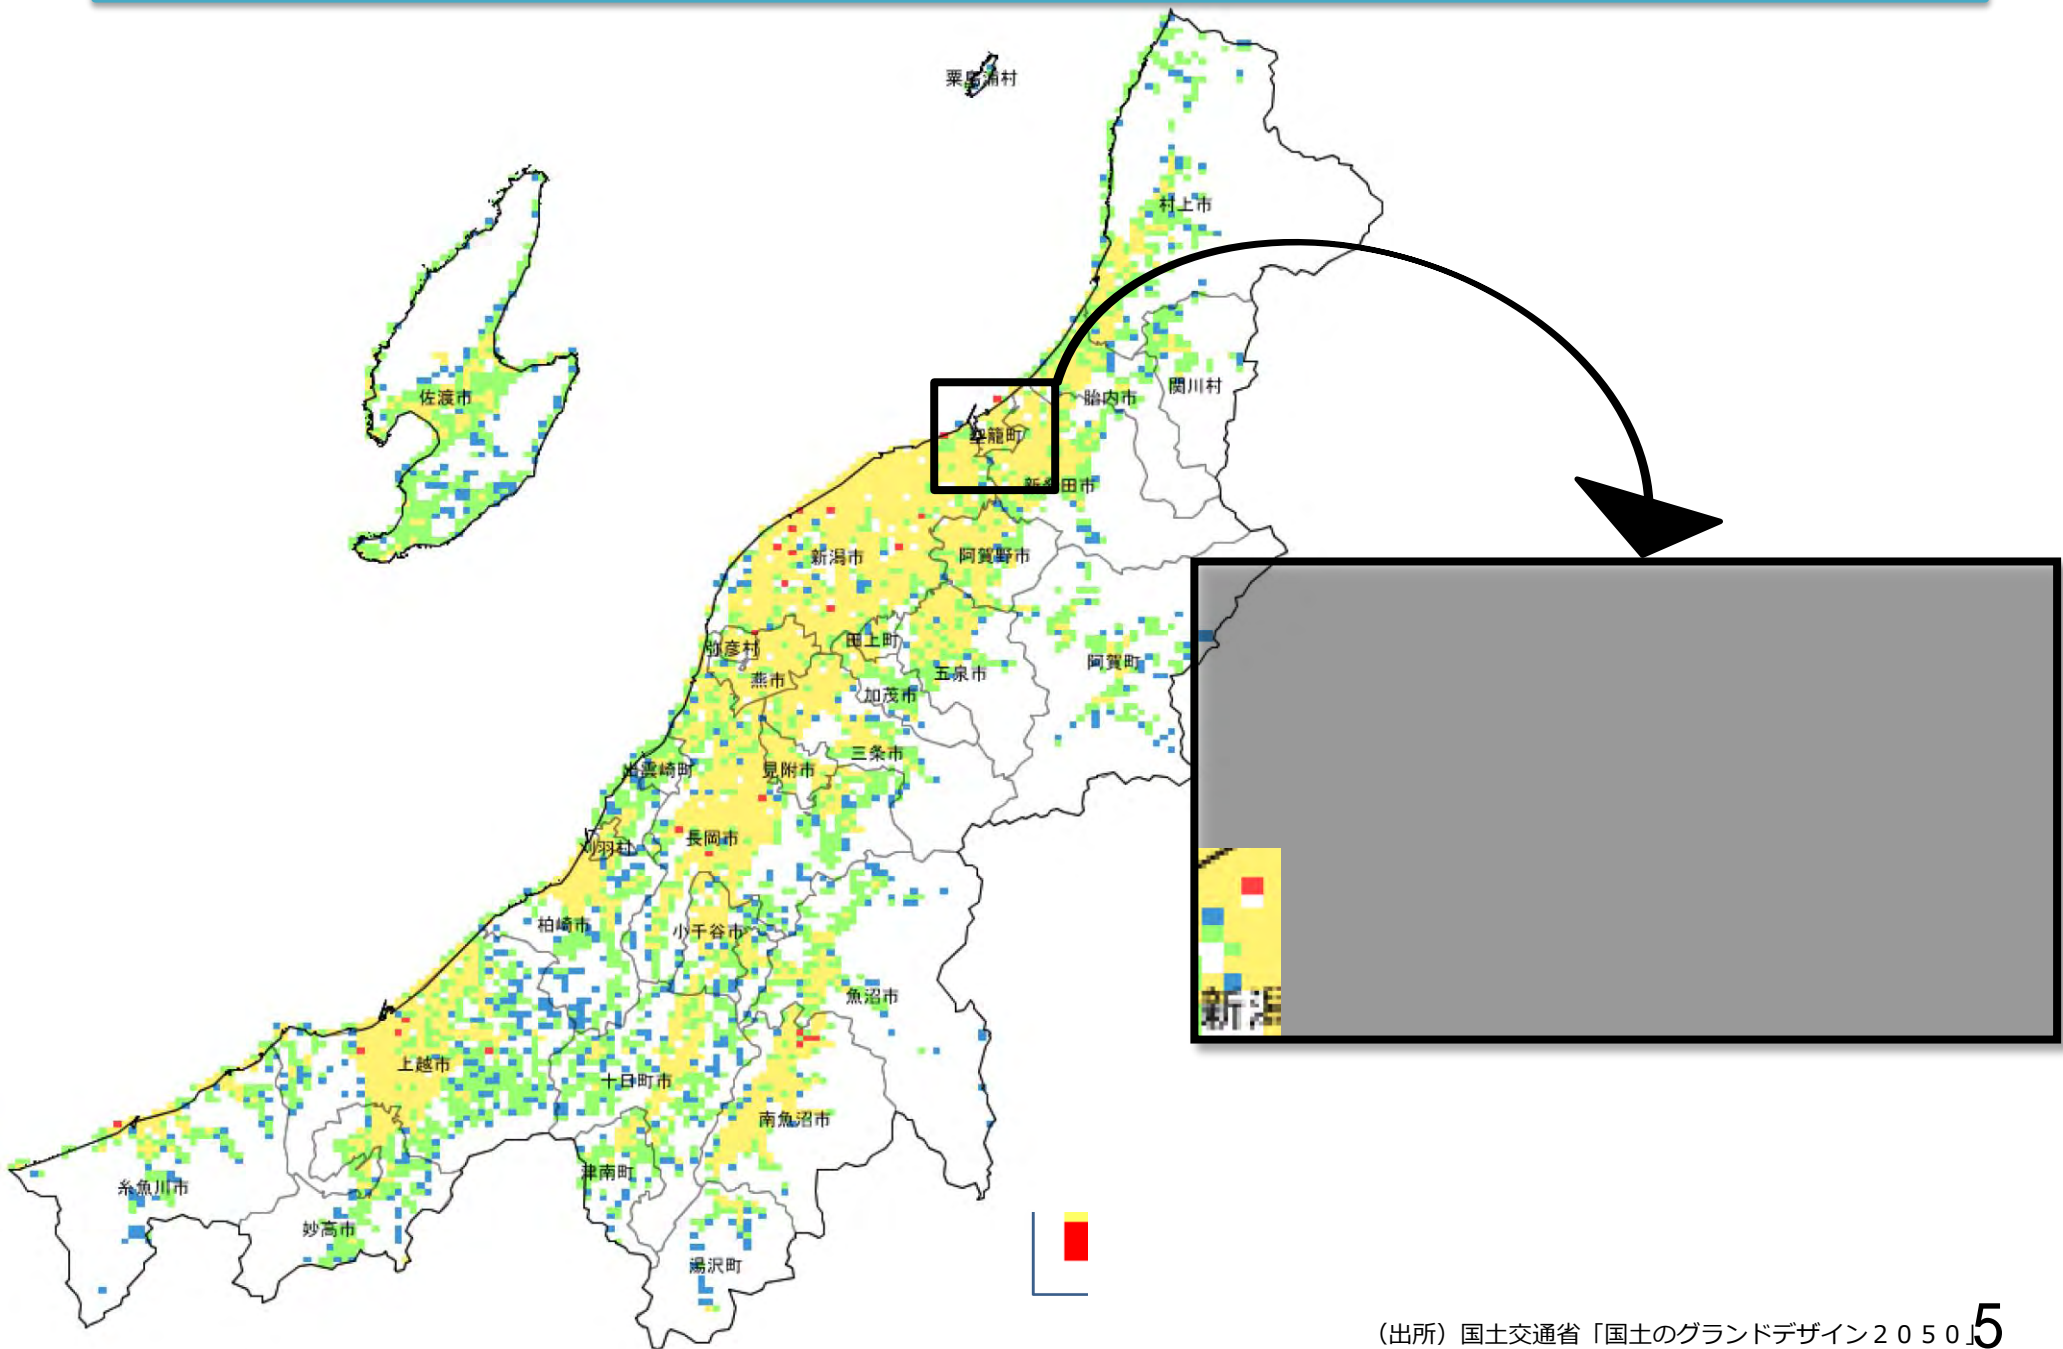 粟島浦村
村上市
関川村
胎内市
佐渡市
聖籠町
新発田市
新潟市
阿賀野市
弥彦村
田上町
阿賀町
五泉市
燕市
加茂市
三条市
出雲崎町
見附市
長岡市
刈羽村
柏崎市
小千谷市
魚沼市
新潟
上越市
十日町市
南魚沼市
津南町
糸魚川市
妙高市
湯沢町
（出所）国土交通省「国土のグランドデザイン２０５０」5